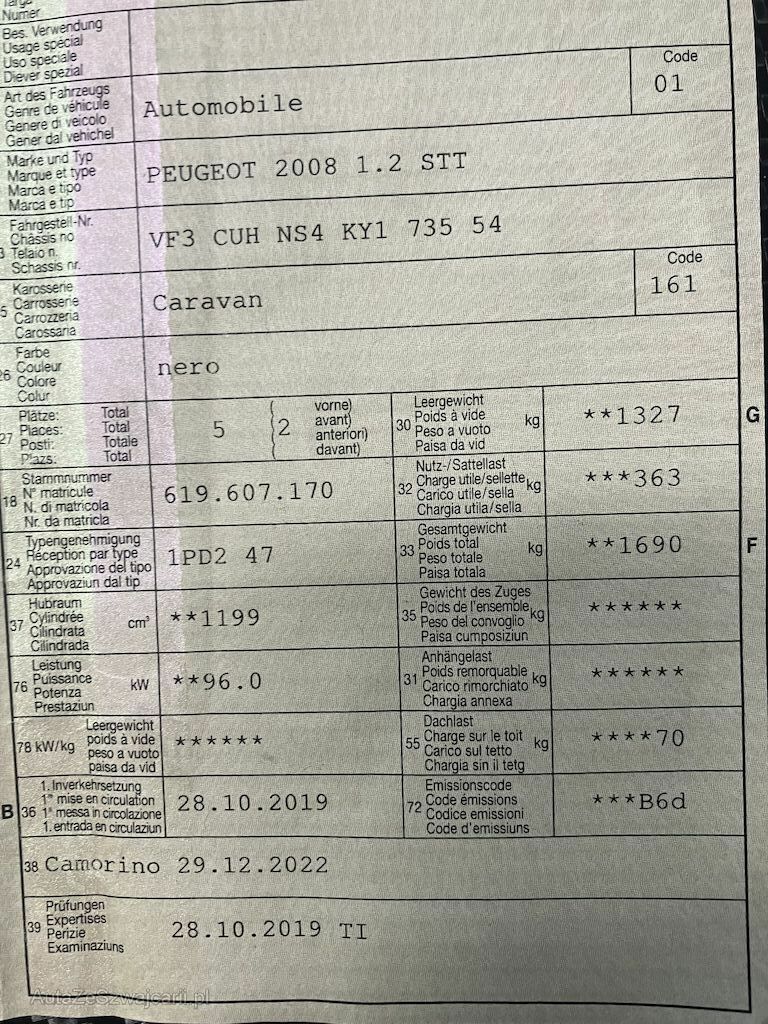 Targa
Numer
Bes. Verwendung
Usage spécial
Uso speciale
Diever spezial
Art des Fahrzeugs
Genre de véhicule
Genere di veicolo
Gener dal vehichel
Automobile
Code
01
Marke und Typ
Marque et type
Marca e tipo
Marca e tip
PEUGEOT 2008 1.2 STT
Fahrgestell-Nr.
Châssis no
3 Telaio n.
Schassis nr.
VF3 CUH NS4 KY1 735 54
Karosserie
5 Carrosserie
Carrozzeria
Carossaria
Caravan
Code
161
Farbe
26 Couleur
Colore
Colur
nero
27
Plätze: Total
Places: Total
Posti: Totale
Plazs: Total
5
2
vorne)
avant)
anteriori)
davant)
30
Leergewicht
Poids à vide
Peso a vuoto
Paisa da vid
kg
**1327
G
18
Stammnummer
N° matricule
N. di matricola
Nr. da matricla
619.607.170
32
Nutz-/Sattellast
Charge utile/sellette
Carico utile/sella
Chargia utila/sella
kg
***363
24
Typengenehmigung
Réception par type
Approvazione del tipo
Approvaziun dal tip
1PD2 47
33
Gesamtgewicht
Poids total
Peso totale
Paisa totala
kg
**1690
F
37
Hubraum
Cylindrée
Cilindrata
Cilindrada
cm³
**1199
35
Gewicht des Zuges
Poids de l'ensemble
Peso del convoglio
Paisa cumposiziun
kg
******
76
Leistung
Puissance
Potenza
Prestaziun
kW
**96.0
31
Anhängelast
Poids remorquable
Carico rimorchiato
Chargia annexa
kg
******
78 kW/kg
Leergewicht
poids à vide
peso a vuoto
paisa da vid
******
55
Dachlast
Charge sur le toit
Carico sul tetto
Chargia sin il tetg
kg
****70
B
36
1. Inverkehrsetzung
1re mise en circulation
1a messa in circolazione
1. entrada en circulaziun
28.10.2019
72
Emissionscode
Code émissions
Codice emissioni
Code d'emissiuns
***B6d
38 Camorino 29.12.2022
39
Prüfungen
Expertises
Perizie
Examinaziuns
28.10.2019 TI
AutaZeSzwajcarii.pl